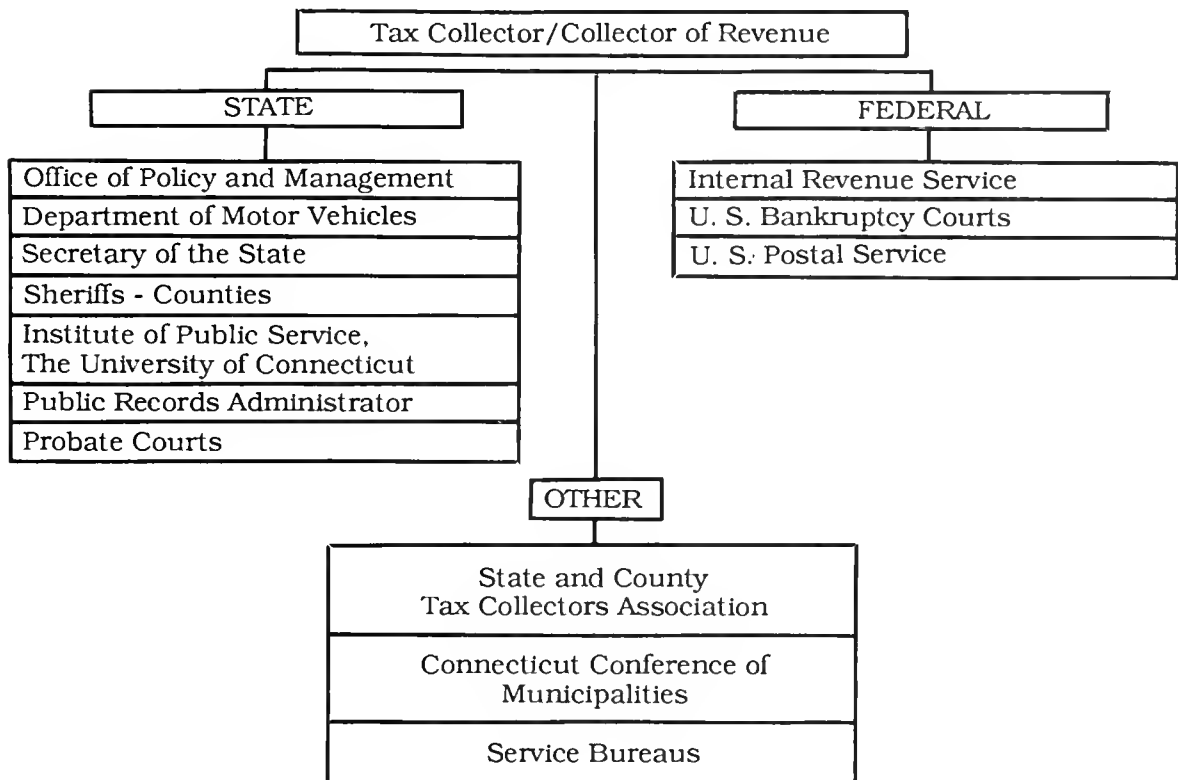 Tax Collector/Collector of Revenue
STATE
Office of Policy and Management
Department of Motor Vehicles
Secretary of the State
Sheriffs - Counties
Institute of Public Service,
The University of Connecticut
Public Records Administrator
Probate Courts
FEDERAL
Internal Revenue Service
U. S. Bankruptcy Courts
U. S. Postal Service
OTHER
State and County
Tax Collectors Association
Connecticut Conference of
Municipalities
Service Bureaus